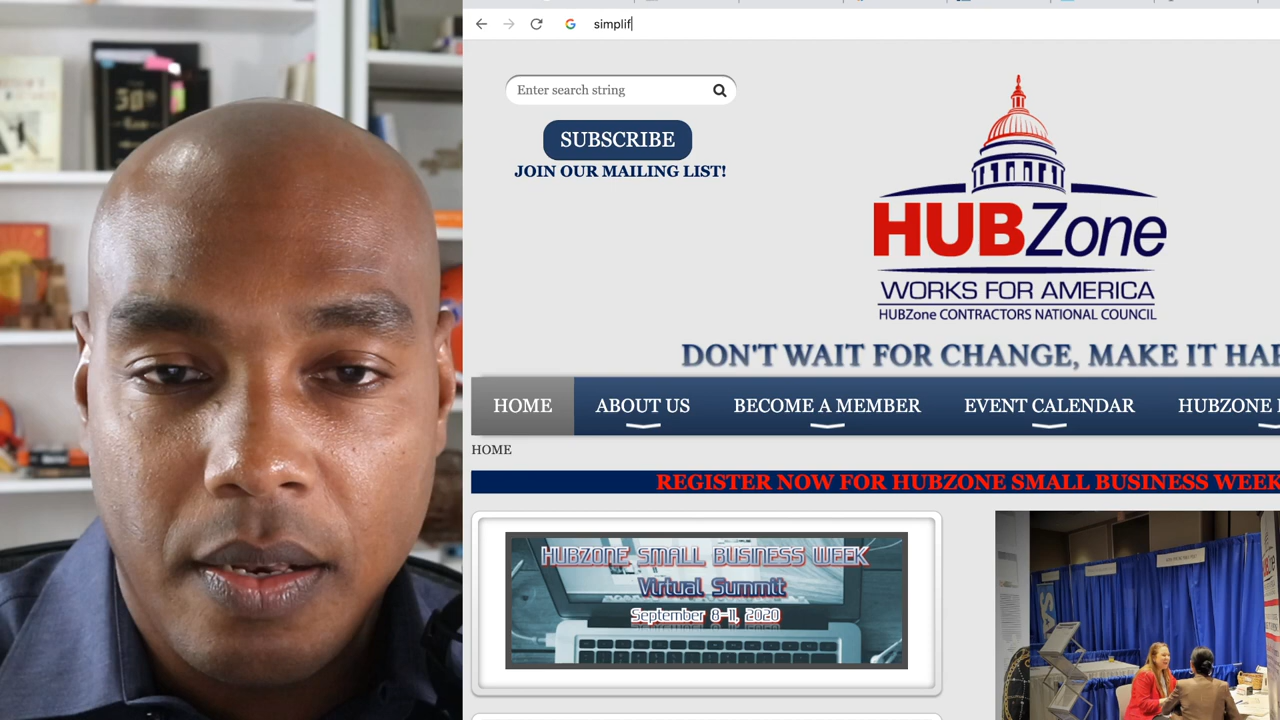 simplif
Enter search string
SUBSCRIBE
JOIN OUR MAILING LIST!
HUBZone
WORKS FOR AMERICA
HUBZone CONTRACTORS NATIONAL COUNCIL
DON'T WAIT FOR CHANGE, MAKE IT HAP
HOME
ABOUT US
BECOME A MEMBER
EVENT CALENDAR
HUBZONE
HOME
REGISTER NOW FOR HUBZONE SMALL BUSINESS WEEK
HUBZONE SMALL BUSINESS WEEK
Virtual Summit
September 8-11, 2020
50th